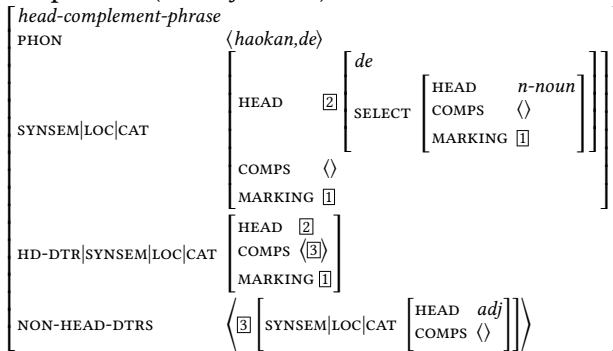 head-complement-phrase
PHON ⟨haokan,de⟩
de
HEAD 2 SELECT HEAD n-noun
COMPS ⟨⟩
MARKING 1
SYNSEM|LOC|CAT
COMPS ⟨⟩
MARKING 1
HEAD 2
HD-DTR|SYNSEM|LOC|CAT COMPS ⟨3⟩
MARKING 1
NON-HEAD-DTRS ⟨3 [SYNSEM|LOC|CAT [HEAD adj
COMPS ⟨⟩]]⟩